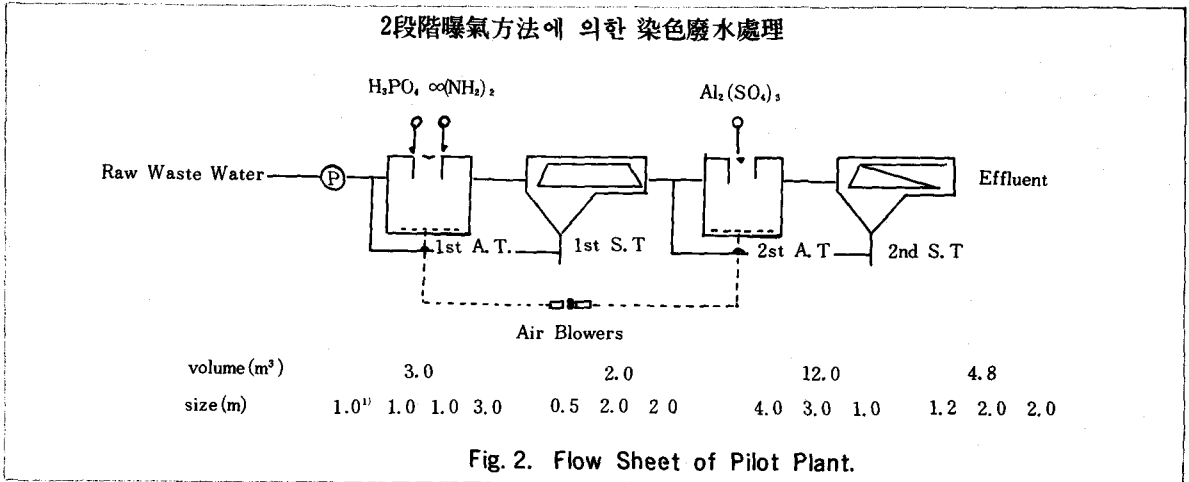 2段階曝氣方法에 의한 染色廢水處理
H₃PO₄ ∞(NH₂)₂ Al₂(SO₄)₃
Raw Waste Water P Effluent
1st A.T. 1st S.T 2st A.T 2nd S.T
Air Blowers
volume(m³) 3.0 2.0 12.0 4.8
size(m) 1.0¹⁾ 1.0 1.0 3.0 0.5 2.0 2 0 4.0 3.0 1.0 1.2 2.0 2.0
Fig. 2. Flow Sheet of Pilot Plant.